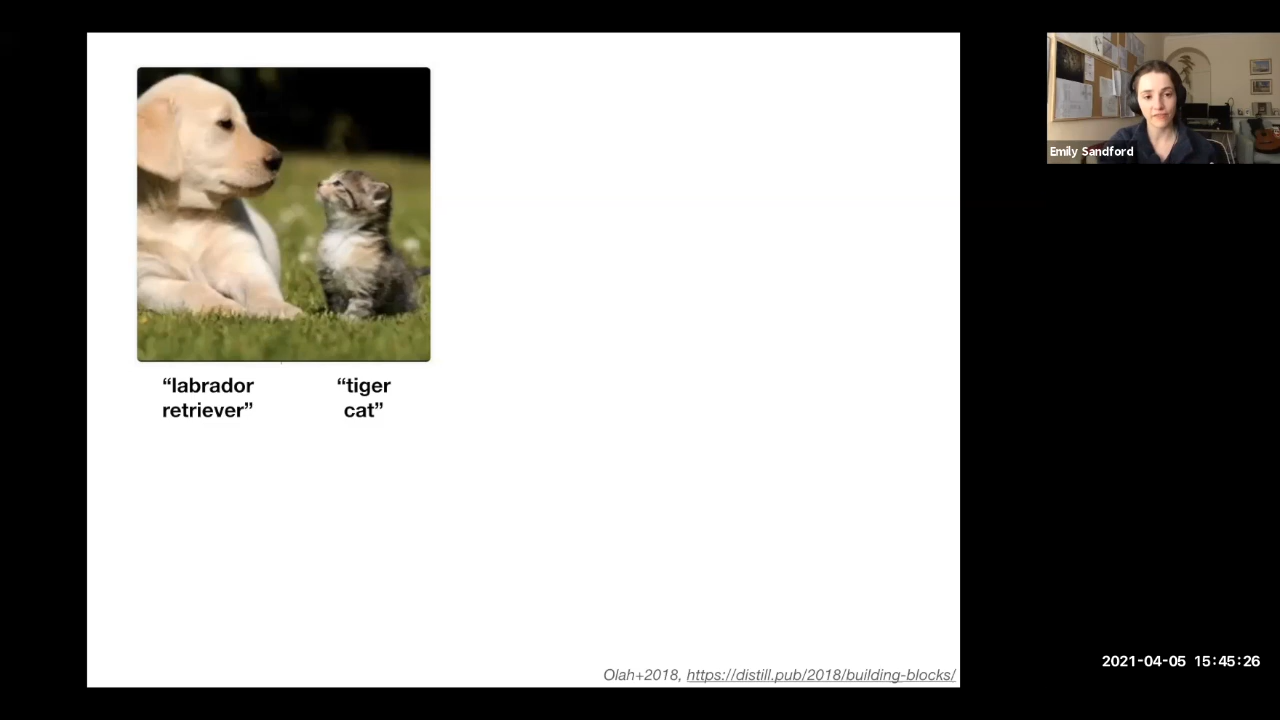 “labrador
retriever”
“tiger
cat”
Olah+2018, https://distill.pub/2018/building-blocks/
Emily Sandford
2021-04-05 15:45:26